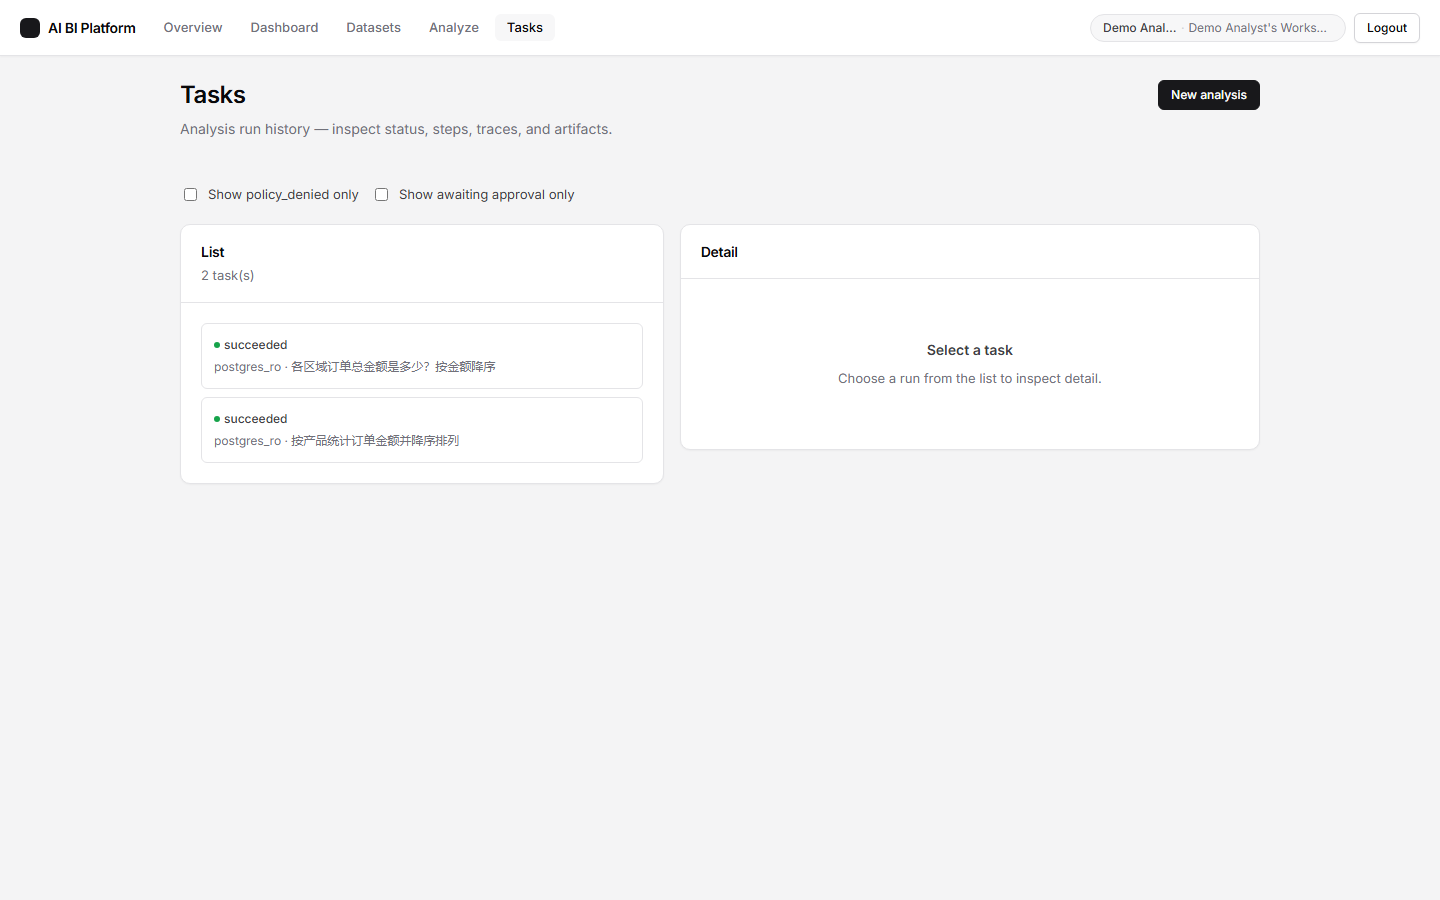 AI BI Platform
Overview
Dashboard
Datasets
Analyze
Tasks
Demo Anal... · Demo Analyst's Works...
Logout
Tasks
New analysis
Analysis run history — inspect status, steps, traces, and artifacts.
Show policy_denied only
Show awaiting approval only
List
2 task(s)
succeeded
postgres_ro · 各区域订单总金额是多少？按金额降序
succeeded
postgres_ro · 按产品统计订单金额并降序排列
Detail
Select a task
Choose a run from the list to inspect detail.